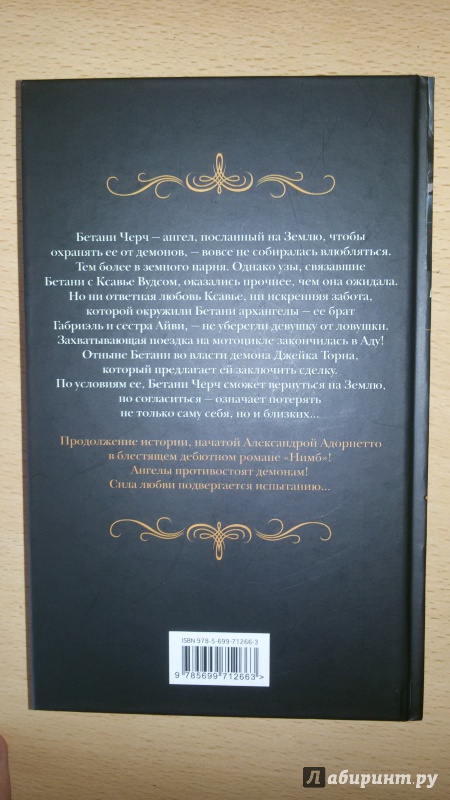 Бетани Черч — ангел, посланный на Землю, чтобы
охранять ее от демонов, — вовсе не собиралась влюбляться.
Тем более в земного парня. Однако узы, связавшие
Бетани с Ксавье Вудсом, оказались прочнее, чем она ожидала.
Но ни ответная любовь Ксавье, ни искренняя забота,
которой окружили Бетани архангелы — ее брат
Габриэль и сестра Айви, — не уберегли девушку от ловушки.
Захватывающая поездка на мотоцикле закончилась в Аду!
Отныне Бетани во власти демона Джейка Торна,
который предлагает ей заключить сделку.
По условиям ее, Бетани Черч сможет вернуться на Землю,
но согласиться — означает потерять
не только саму себя, но и близких...
Продолжение истории, начатой Александрой Адорнетто
в блестящем дебютном романе «Нимб»!
Ангелы противостоят демонам!
Сила любви подвергается испытанию...
ISBN 978-5-699-71266-3
9 785699 712663>
Лабиринт.ру